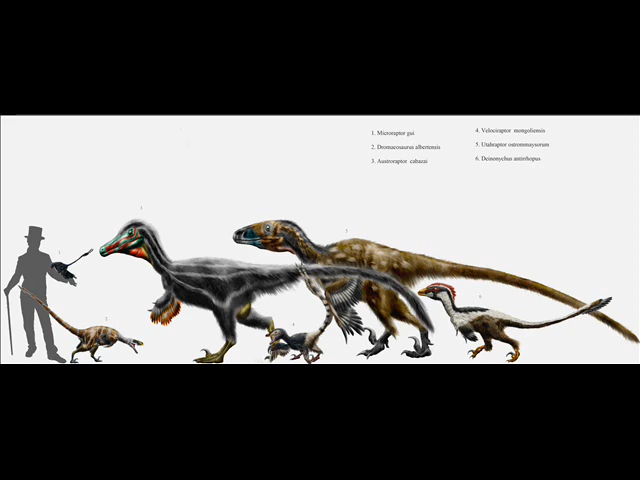 1. Microraptor gui
2. Dromaeosaurus albertensis
3. Austroraptor cabazai
4. Velociraptor mongoliensis
5. Utahraptor ostrommaysorum
6. Deinonychus antirrhopus